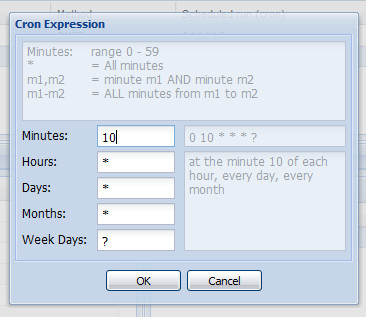 Cron Expression
Minutes: range 0 - 59
* = All minutes
m1,m2 = minute m1 AND minute m2
m1-m2 = ALL minutes from m1 to m2
Minutes: 10 0 10 * * * ?
Hours: * at the minute 10 of each
hour, every day, every
month
Days: *
Months: *
Week Days: ?
OK Cancel